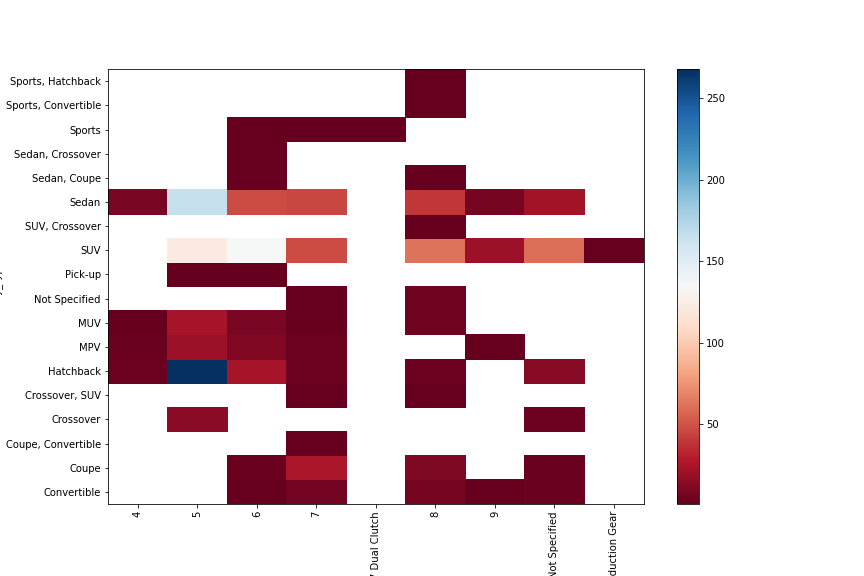 Sports, Hatchback
Sports, Convertible
Sports
Sedan, Crossover
Sedan, Coupe
Sedan
SUV, Crossover
SUV
Pick-up
Not Specified
MUV
MPV
Hatchback
Crossover, SUV
Crossover
Coupe, Convertible
Coupe
Convertible
4
5
6
7
7 Dual Clutch
8
9
Not Specified
duction Gear
250
200
150
100
50